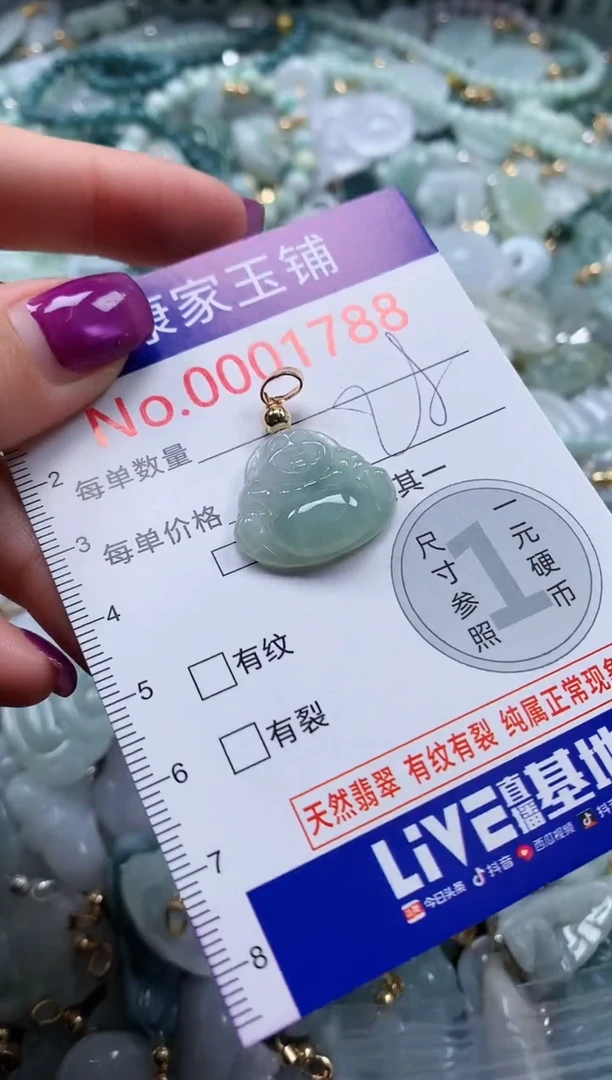 康家玉铺
No.0001788
每单数量
每单价格
其一
有纹
有裂
尺寸参照
1
一元硬币
天然翡翠 有纹有裂 纯属正常现象
LiVE直播基地
今日头条 抖音 西瓜视频
2
3
4
5
6
7
8